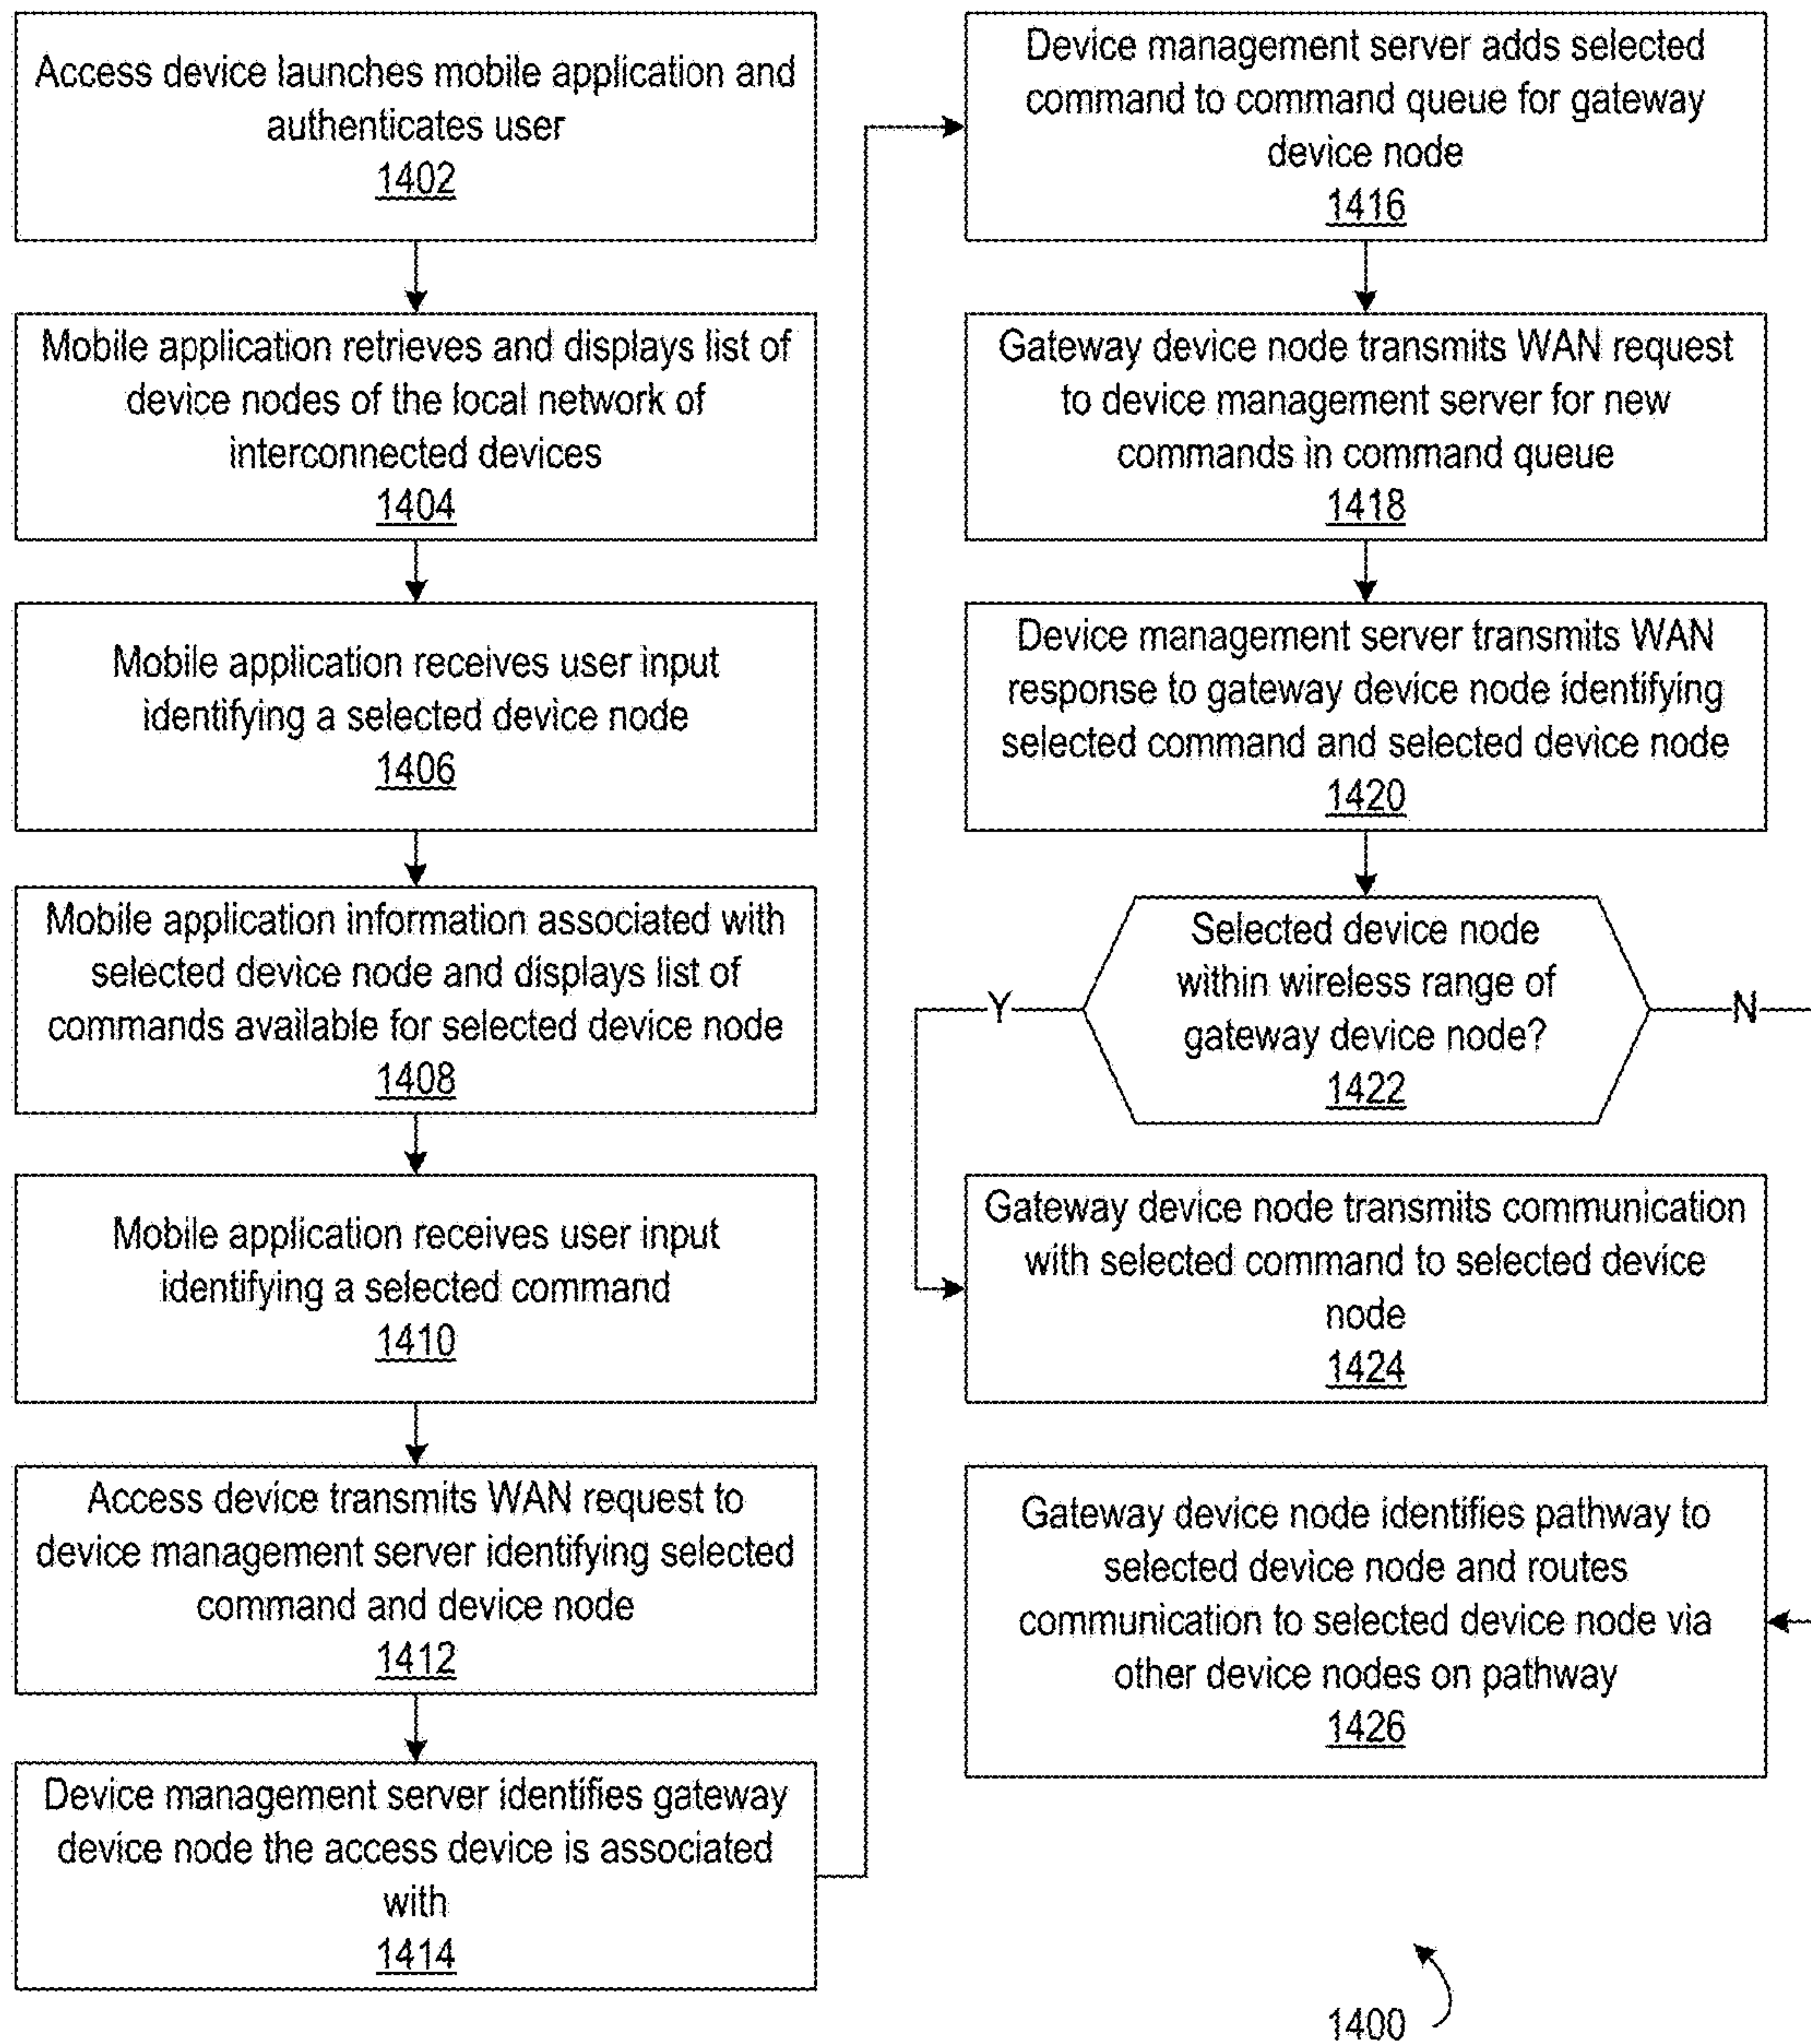 Access device launches mobile application and
authenticates user
1402
Mobile application retrieves and displays list of
device nodes of the local network of
interconnected devices
1404
Mobile application receives user input
identifying a selected device node
1406
Mobile application information associated with
selected device node and displays list of
commands available for selected device node
1408
Mobile application receives user input
identifying a selected command
1410
Access device transmits WAN request to
device management server identifying selected
command and device node
1412
Device management server identifies gateway
device node the access device is associated
with
1414
Device management server adds selected
command to command queue for gateway
device node
1416
Gateway device node transmits WAN request
to device management server for new
commands in command queue
1418
Device management server transmits WAN
response to gateway device node identifying
selected command and selected device node
1420
Selected device node
within wireless range of
gateway device node?
1422
Y
N
Gateway device node transmits communication
with selected command to selected device
node
1424
Gateway device node identifies pathway to
selected device node and routes
communication to selected device node via
other device nodes on pathway
1426
1400